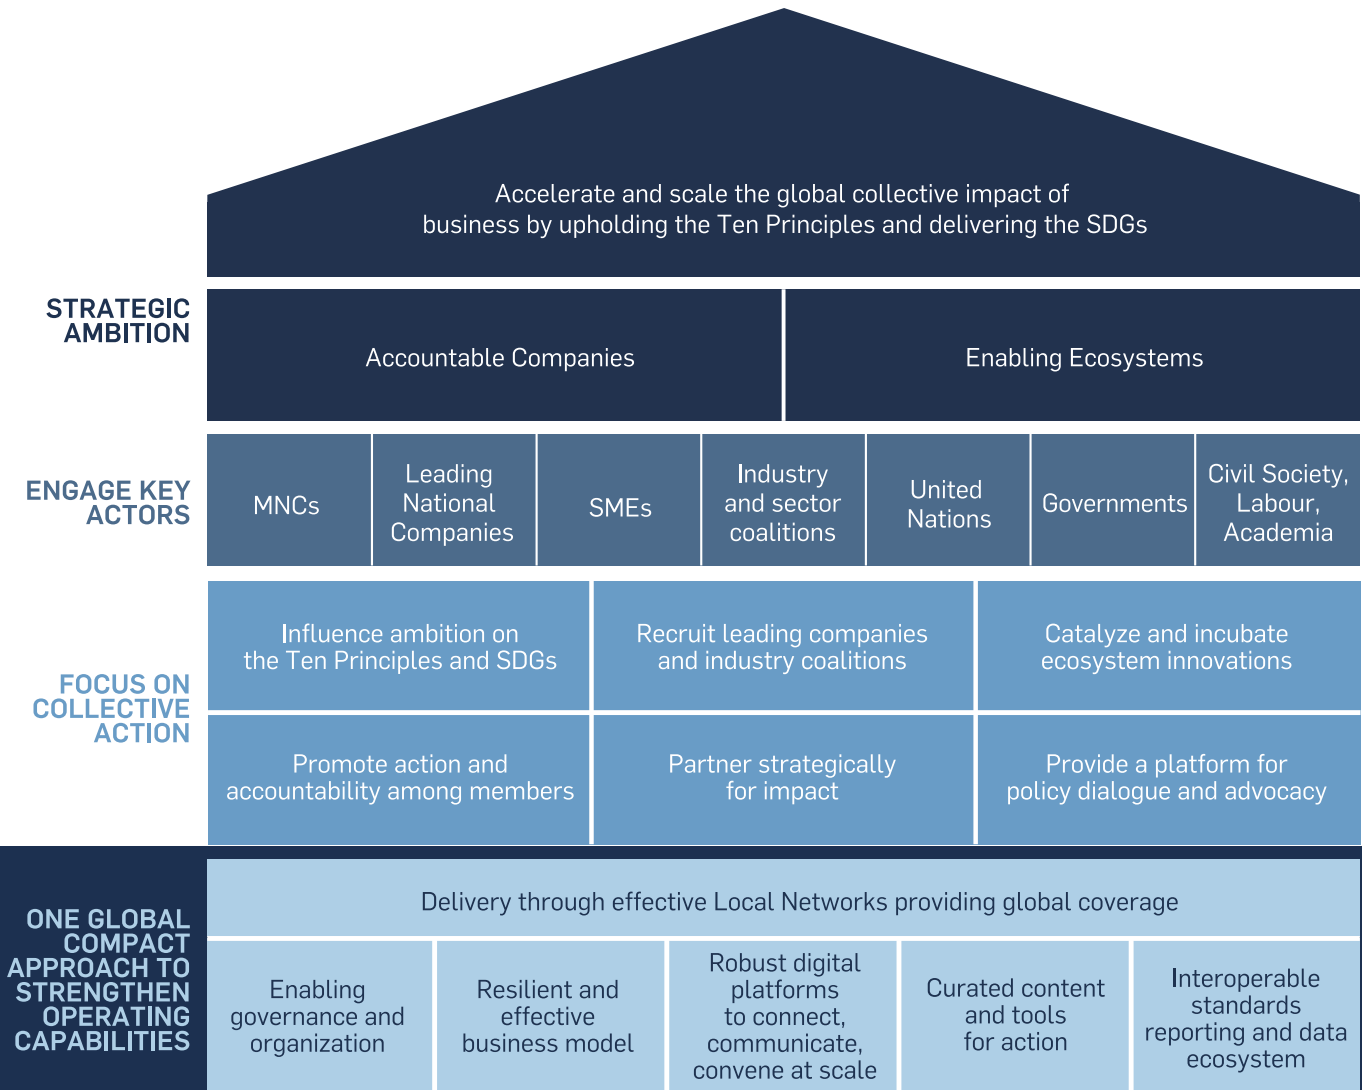 Accelerate and scale the global collective impact of
business by upholding the Ten Principles and delivering the SDGs
STRATEGIC
AMBITION
Accountable Companies
Enabling Ecosystems
ENGAGE KEY
ACTORS
MNCs
Leading
National
Companies
SMEs
Industry
and sector
coalitions
United
Nations
Governments
Civil Society,
Labour,
Academia
FOCUS ON
COLLECTIVE
ACTION
Influence ambition on
the Ten Principles and SDGs
Recruit leading companies
and industry coalitions
Catalyze and incubate
ecosystem innovations
Promote action and
accountability among members
Partner strategically
for impact
Provide a platform for
policy dialogue and advocacy
ONE GLOBAL
COMPACT
APPROACH TO
STRENGTHEN
OPERATING
CAPABILITIES
Delivery through effective Local Networks providing global coverage
Enabling
governance and
organization
Resilient and
effective
business model
Robust digital
platforms
to connect,
communicate,
convene at scale
Curated content
and tools
for action
Interoperable
standards
reporting and data
ecosystem